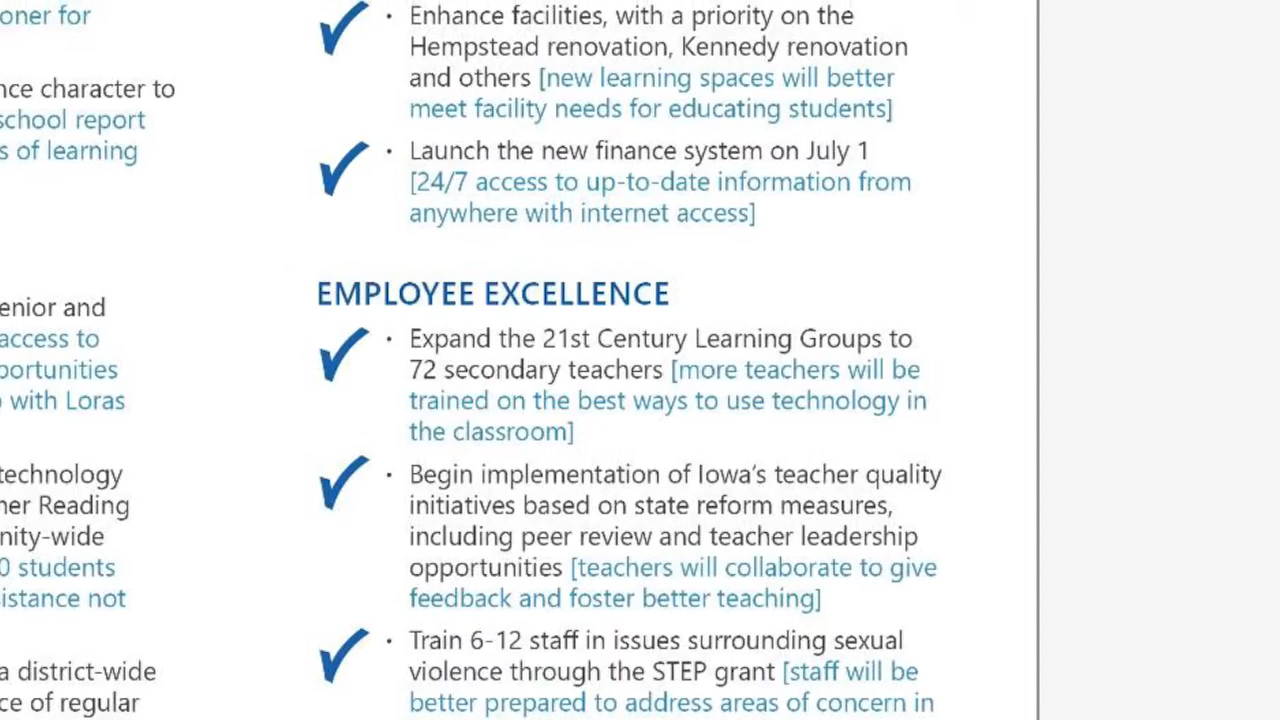 oner for
nce character to
school report
s of learning
enior and
access to
portunities
with Loras
technology
her Reading
nity-wide
0 students
istance not
a district-wide
ce of regular
• Enhance facilities, with a priority on the
Hempstead renovation, Kennedy renovation
and others [new learning spaces will better
meet facility needs for educating students]
• Launch the new finance system on July 1
[24/7 access to up-to-date information from
anywhere with internet access]
EMPLOYEE EXCELLENCE
• Expand the 21st Century Learning Groups to
72 secondary teachers [more teachers will be
trained on the best ways to use technology in
the classroom]
• Begin implementation of Iowa's teacher quality
initiatives based on state reform measures,
including peer review and teacher leadership
opportunities [teachers will collaborate to give
feedback and foster better teaching]
• Train 6-12 staff in issues surrounding sexual
violence through the STEP grant [staff will be
better prepared to address areas of concern in